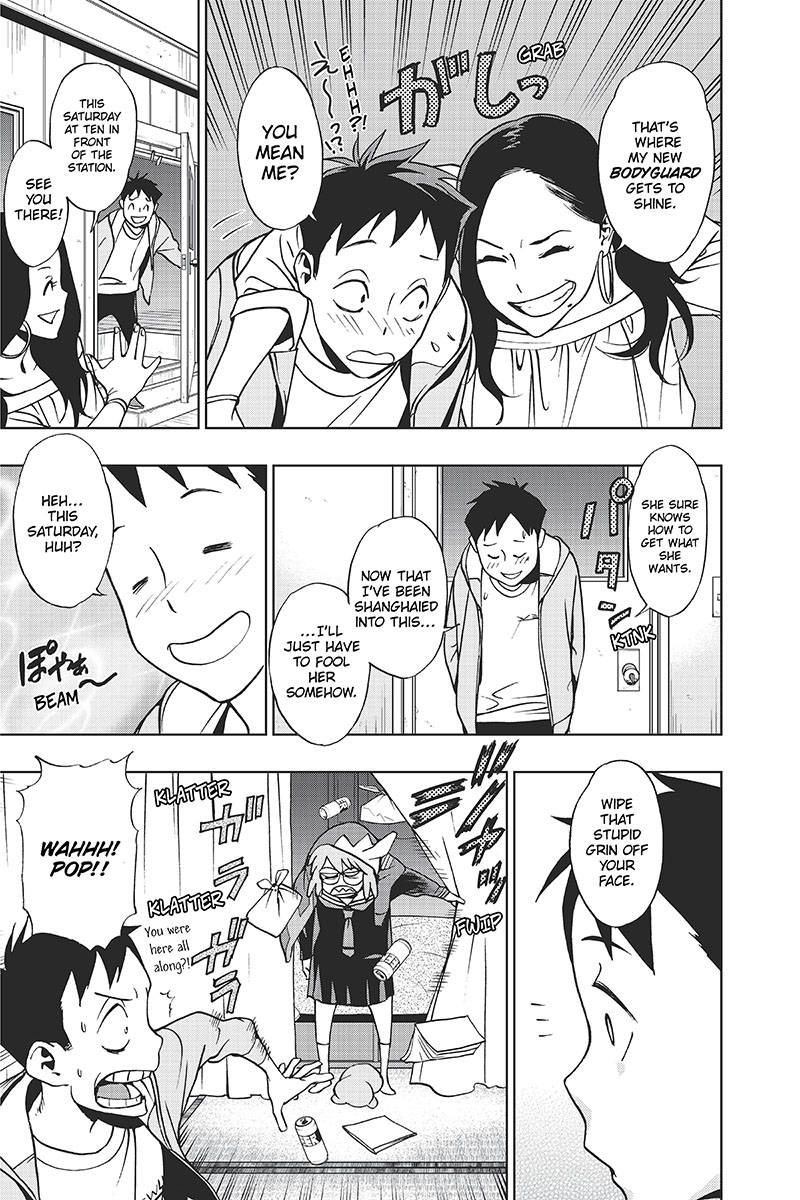 THAT'S
WHERE
MY NEW
BODYGUARD
GETS TO
SHINE.
GRAB
ガしっ
YOU
MEAN
ME?
EHHH?!
え〜っ!?
THIS
SATURDAY
AT TEN IN
FRONT
OF THE
STATION.
SEE
YOU
THERE!
SHE SURE
KNOWS
HOW TO
GET WHAT
SHE
WANTS.
パタン
KTNK
NOW THAT
I'VE BEEN
SHANGHAIED
INTO THIS...
...I'LL
JUST HAVE
TO FOOL
HER
SOMEHOW.
HEH...
THIS
SATURDAY,
HUH?
ぽやぁ〜
BEAM
WIPE
THAT
STUPID
GRIN OFF
YOUR
FACE.
FWIP
KLATTER
ガラ
KLATTER
ガラ
WAHHH!
POP!!
You were
here all
along?!